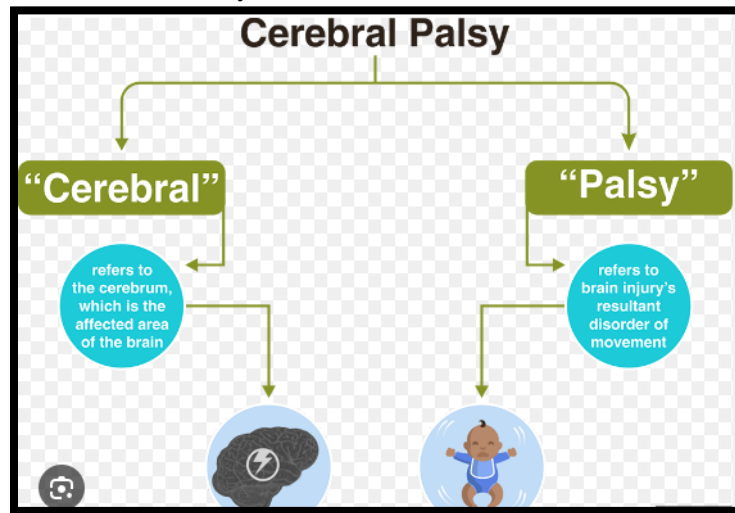 Cerebral Palsy
“Cerebral”
“Palsy”
refers to
the cerebrum,
which is the
affected area
of the brain
refers to
brain injury’s
resultant
disorder of
movement